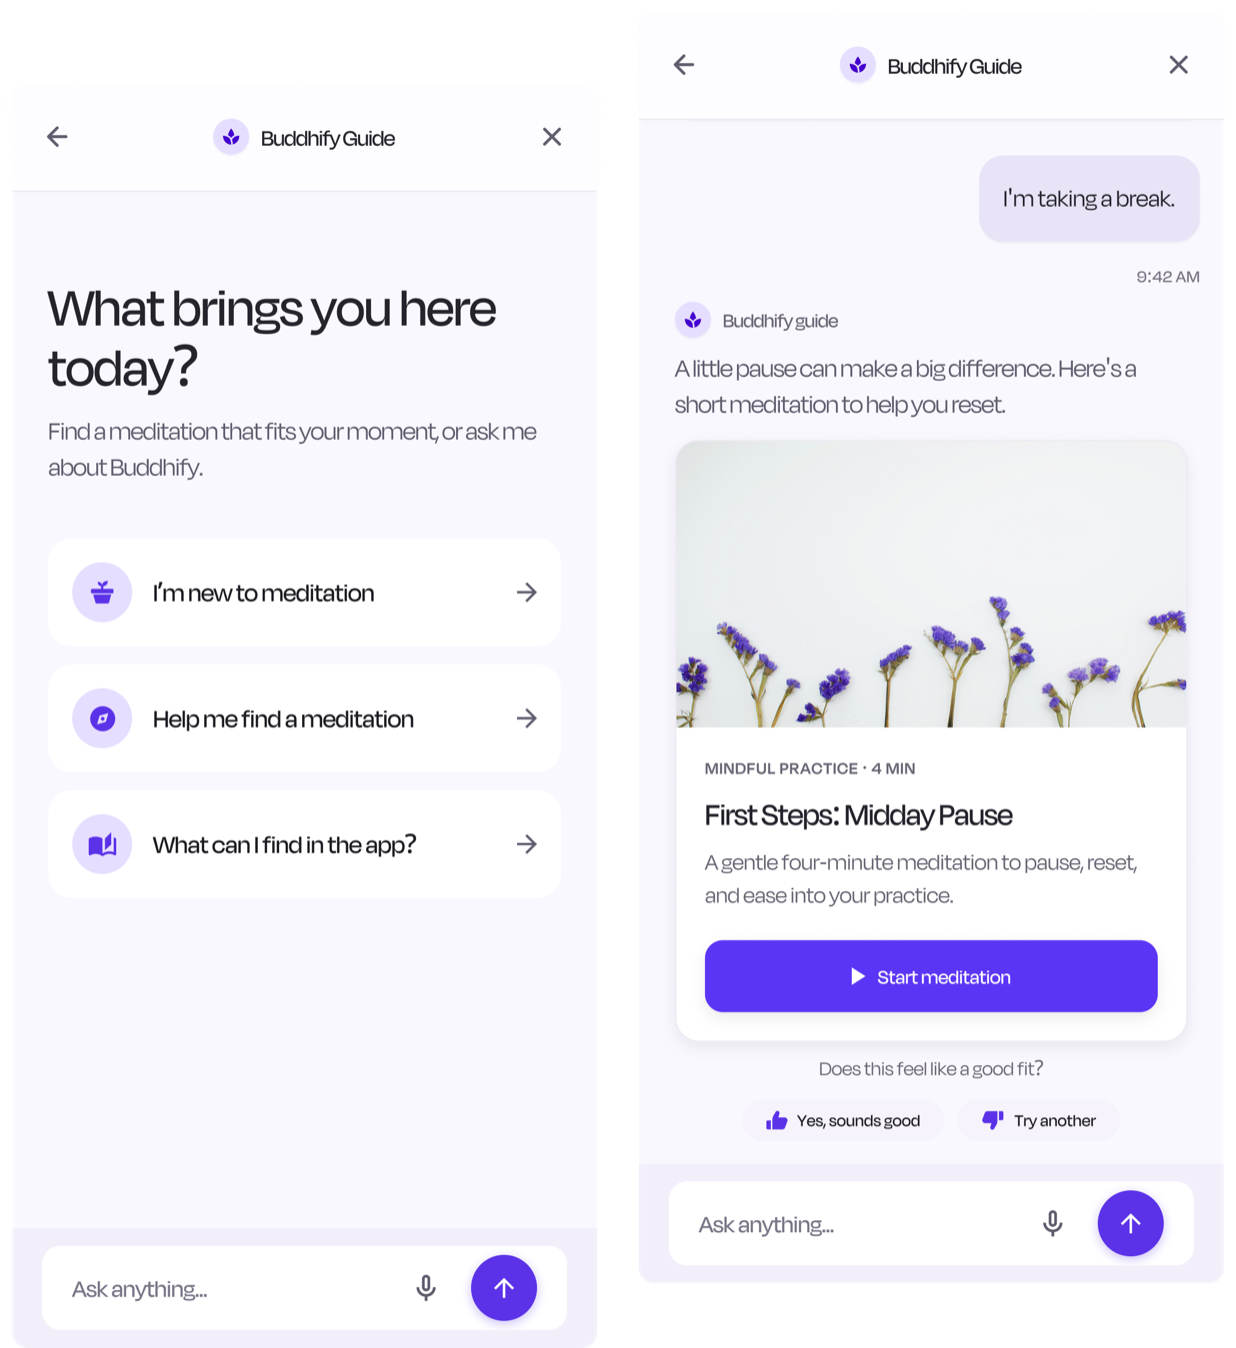 Buddhify Guide
What brings you here
today?
Find a meditation that fits your moment, or ask me
about Buddhify.
I’m new to meditation
Help me find a meditation
What can I find in the app?
Ask anything...
Buddhify Guide
I'm taking a break.
9:42 AM
Buddhify guide
A little pause can make a big difference. Here's a
short meditation to help you reset.
MINDFUL PRACTICE · 4 MIN
First Steps: Midday Pause
A gentle four-minute meditation to pause, reset,
and ease into your practice.
Start meditation
Does this feel like a good fit?
Yes, sounds good
Try another
Ask anything...